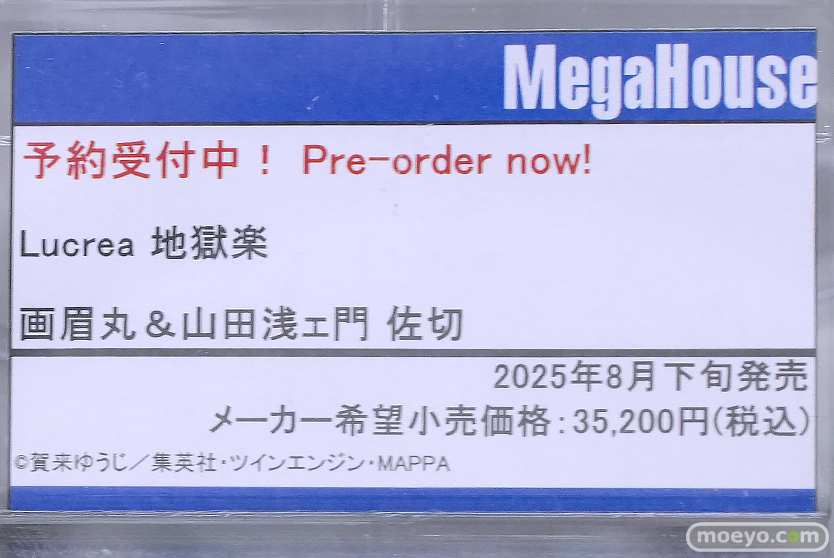 MegaHouse
予約受付中！ Pre-order now!
Lucrea 地獄楽
画眉丸＆山田浅ェ門 佐切
2025年8月下旬発売
メーカー希望小売価格：35,200円(税込)
©賀来ゆうじ／集英社・ツインエンジン・MAPPA
moeyo.com